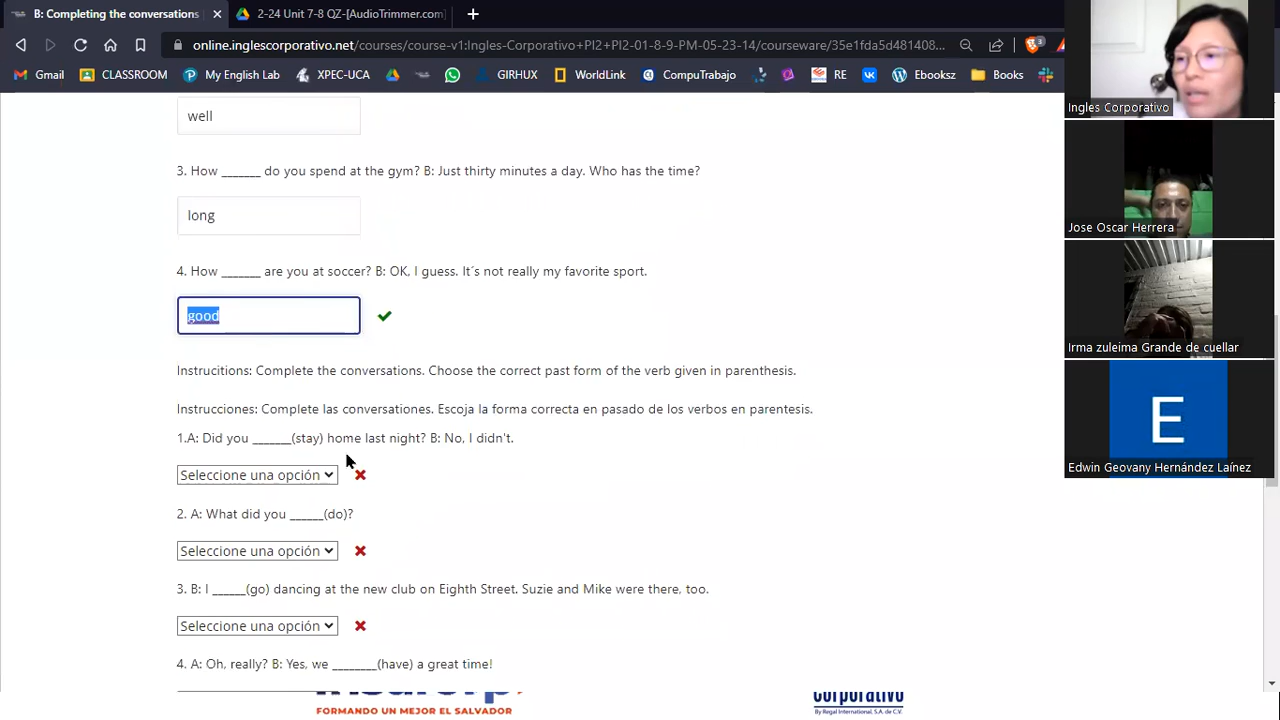 B: Completing the conversations
2-24 Unit 7-8 QZ-[AudioTrimmer.com]
online.inglescorporativo.net/courses/course-v1:Ingles-Corporativo+PI2+PI2-01-8-9-PM-05-23-14/courseware/35e1fda5d481408...
3
Gmail
CLASSROOM
My English Lab
XPEC-UCA
GIRHUX
WorldLink
CompuTrabajo
RE
Ebooksz
Books
well
3. How _______ do you spend at the gym? B: Just thirty minutes a day. Who has the time?
long
4. How _______ are you at soccer? B: OK, I guess. It´s not really my favorite sport.
good
Instrucitions: Complete the conversations. Choose the correct past form of the verb given in parenthesis.
Instrucciones: Complete las conversationes. Escoja la forma correcta en pasado de los verbos en parentesis.
1.A: Did you _______(stay) home last night? B: No, I didn't.
Seleccione una opción
2. A: What did you ______(do)?
Seleccione una opción
3. B: I ______(go) dancing at the new club on Eighth Street. Suzie and Mike were there, too.
Seleccione una opción
4. A: Oh, really? B: Yes, we ________(have) a great time!
FORMANDO UN MEJOR EL SALVADOR
corporativo
By Regal International, S.A. de C.V.
Ingles Corporativo
Jose Oscar Herrera
Irma zuleima Grande de cuellar
E
Edwin Geovany Hernández Laínez